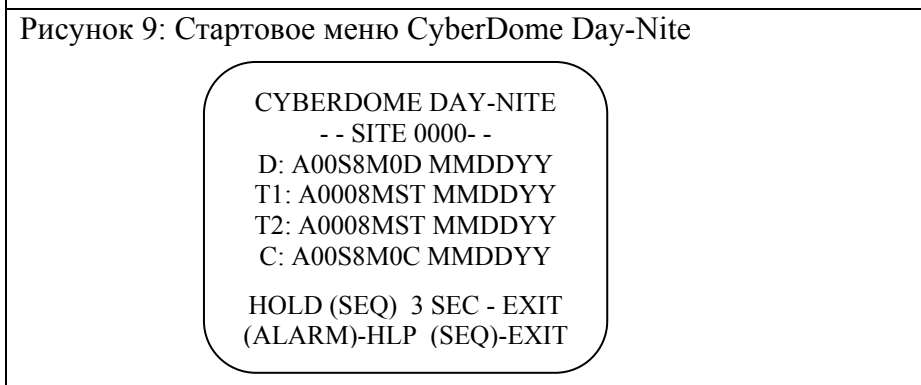 Рисунок 9: Стартовое меню CyberDome Day-Nite
CYBERDOME DAY-NITE
- - SITE 0000- -
D: A00S8M0D MMDDYY
T1: A0008MST MMDDYY
T2: A0008MST MMDDYY
C: A00S8M0C MMDDYY
HOLD (SEQ) 3 SEC - EXIT
(ALARM)-HLP (SEQ)-EXIT